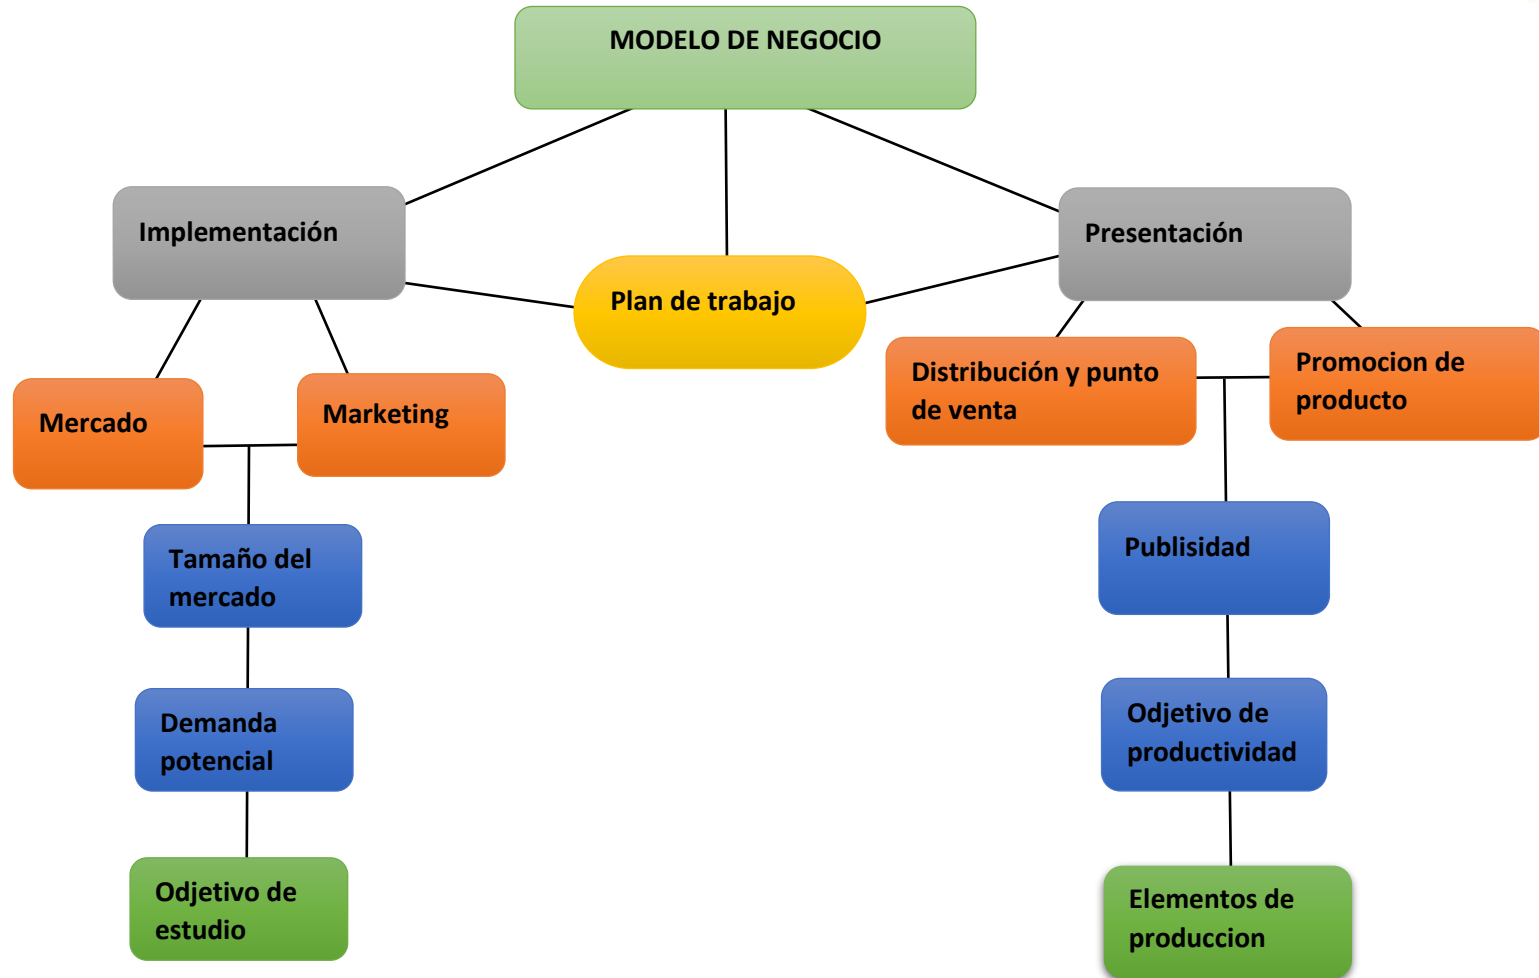 MODELO DE NEGOCIO
Implementación
Presentación
Plan de trabajo
Mercado
Marketing
Distribución y punto
de venta
Promocion de
producto
Tamaño del
mercado
Publisidad
Demanda
potencial
Odjetivo de
productividad
Odjetivo de
estudio
Elementos de
produccion